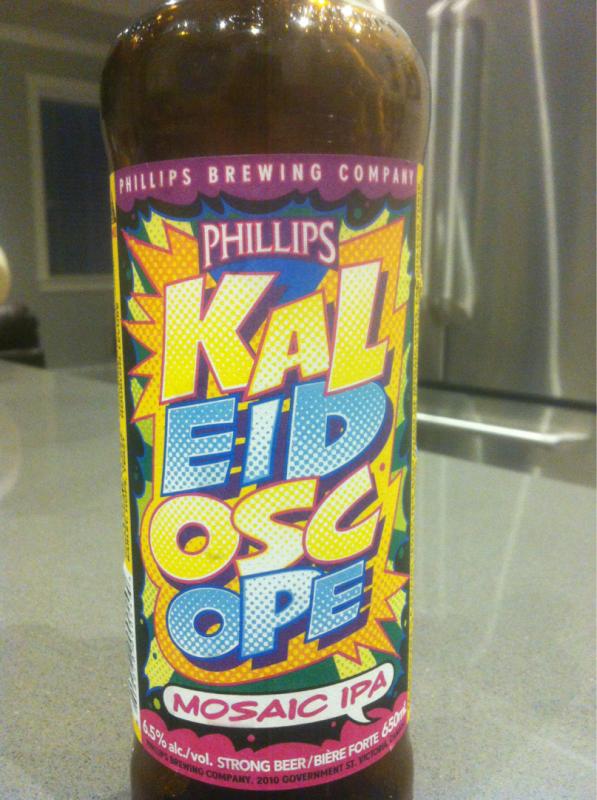 PHILLIPS BREWING COMPANY
PHILLIPS
KAL
EID
OSC
OPE
MOSAIC IPA
6.5% alc./vol. STRONG BEER/BIÈRE FORTE 650ml
PHILLIPS BREWING COMPANY, 2010 GOVERNMENT ST. VICTORIA